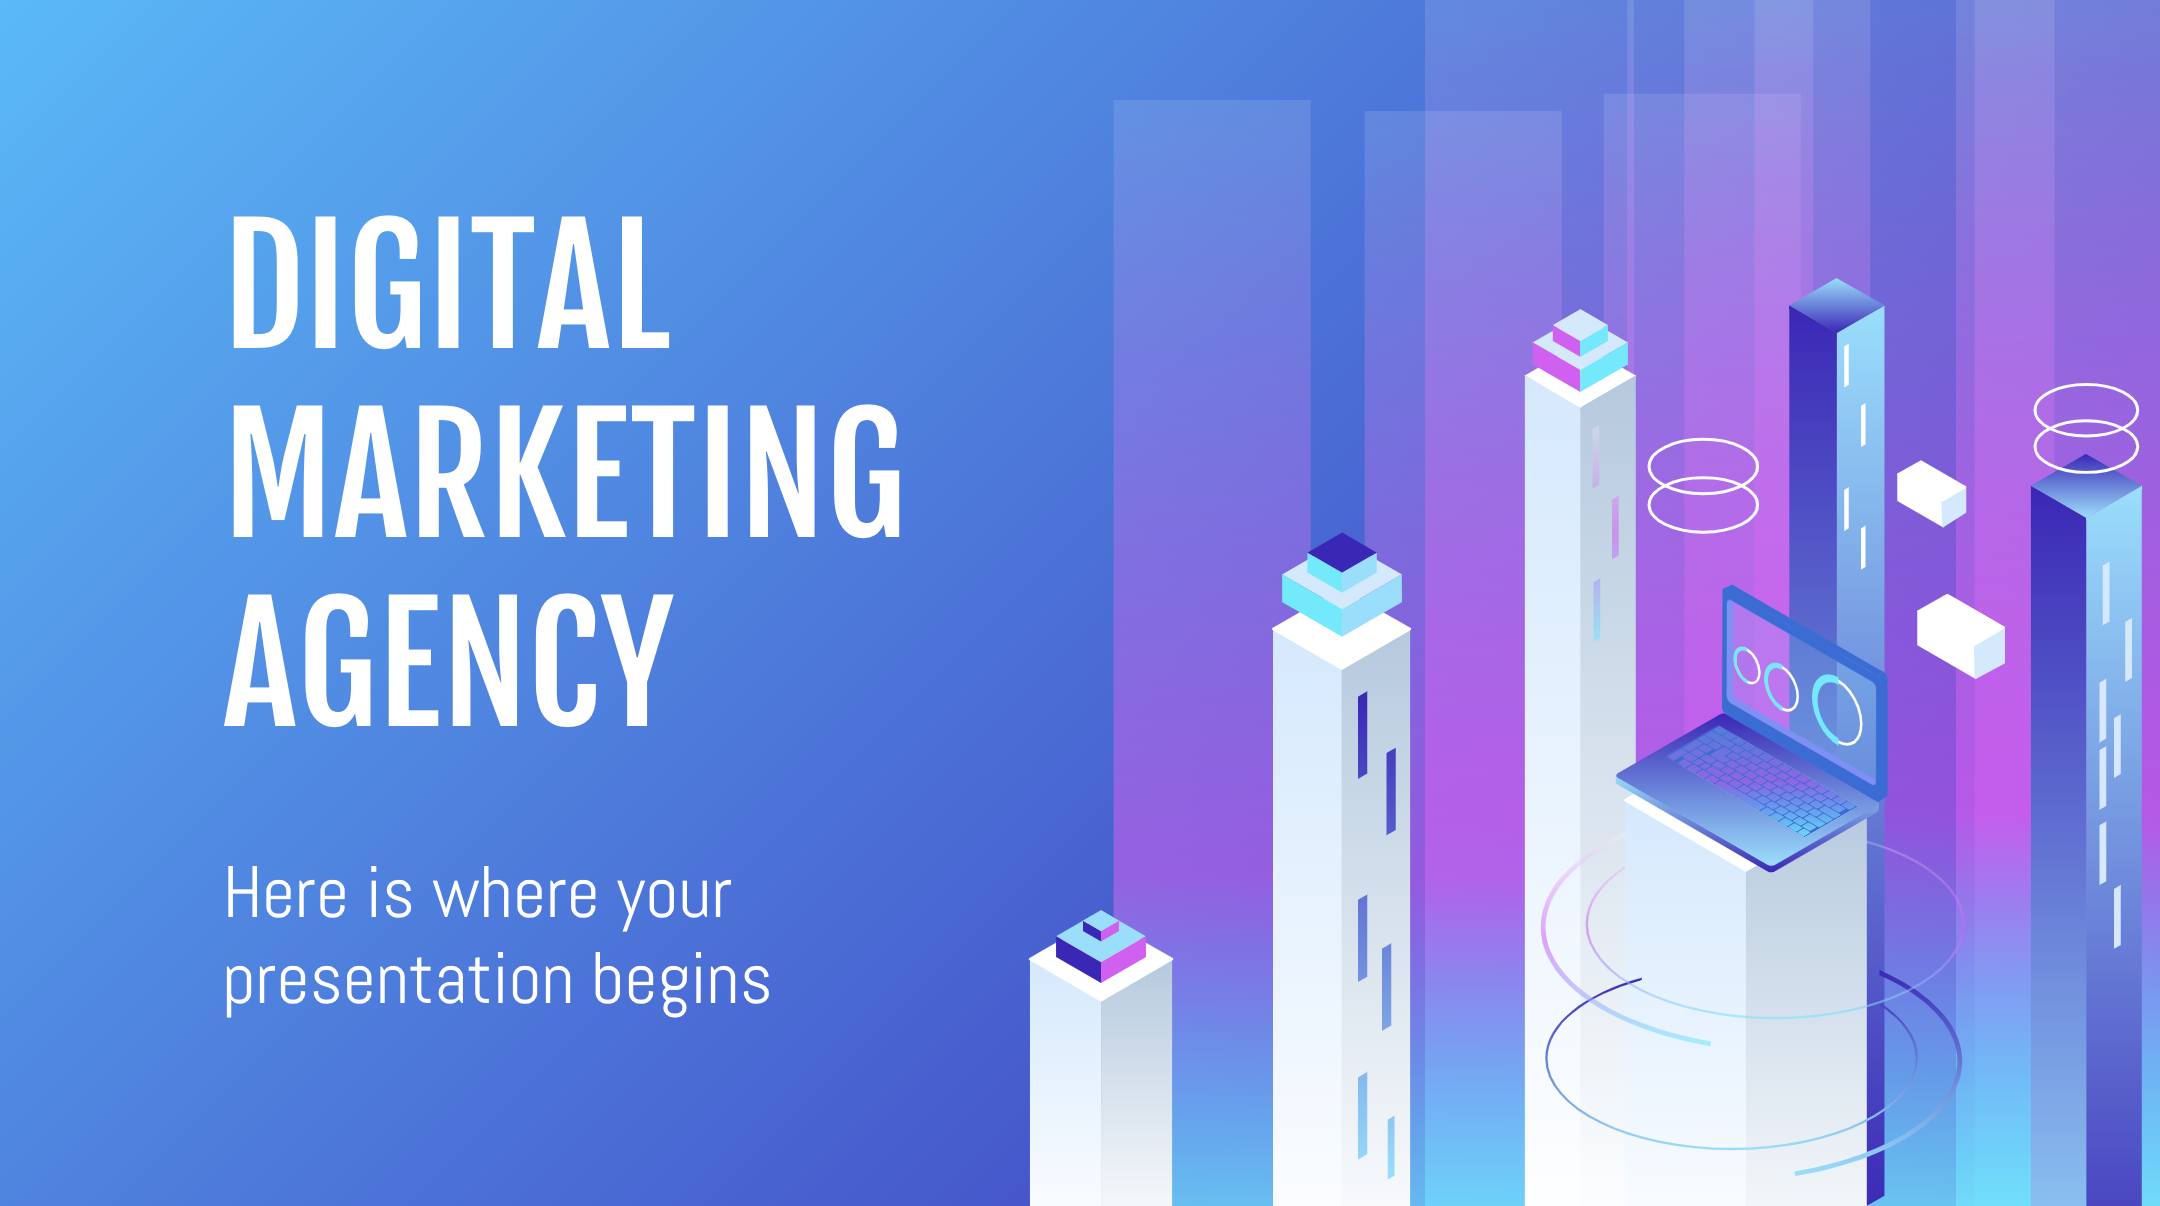 DIGITAL
MARKETING
AGENCY
Here is where your
presentation begins